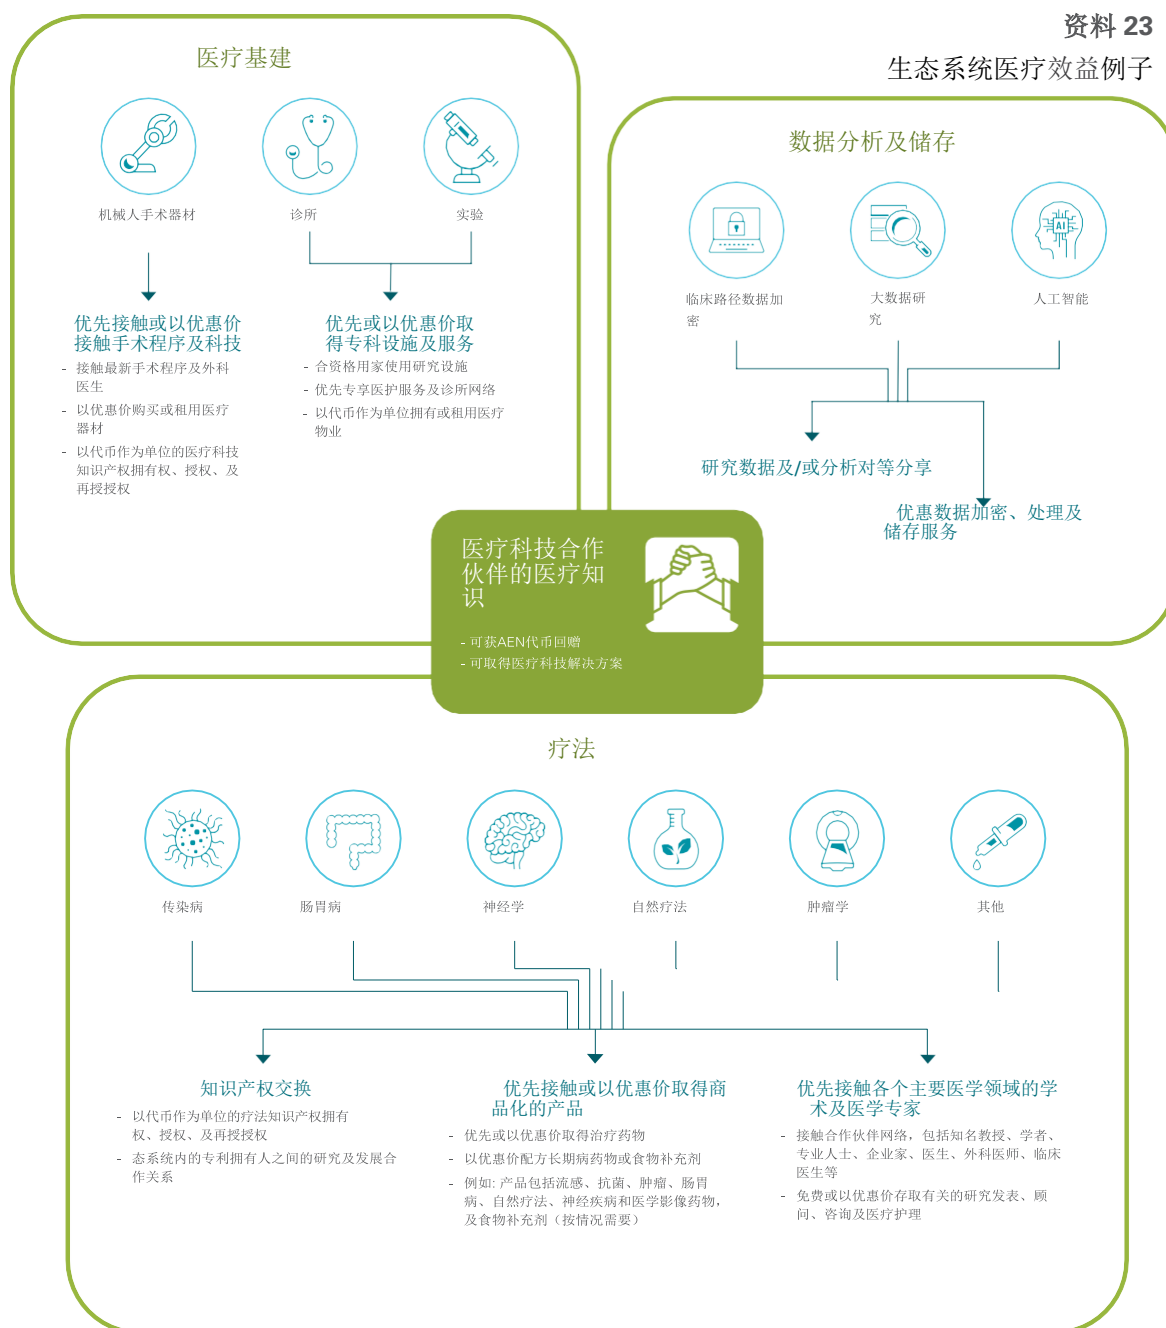 资料 23
生态系统医疗效益例子
医疗基建
机械人手术器材
诊所
实验
优先接触或以优惠价
接触手术程序及科技
- 接触最新手术程序及外科
医生
- 以优惠价购买或租用医疗
器材
- 以代币作为单位的医疗科技
知识产权拥有权、授权、及
再授授权
优先或以优惠价取
得专科设施及服务
- 合资格用家使用研究设施
- 优先专享医护服务及诊所网络
- 以代币作为单位拥有或租用医疗
物业
数据分析及储存
临床路径数据加
密
大数据研
究
人工智能
AI
研究数据及/或分析对等分享
优惠数据加密、处理及
储存服务
医疗科技合作
伙伴的医疗知
识
- 可获AEN代币回赠
- 可取得医疗科技解决方案
疗法
传染病
肠胃病
神经学
自然疗法
肿瘤学
其他
知识产权交换
- 以代币作为单位的疗法知识产权拥有
权、授权、及再授授权
- 态系统内的专利拥有人之间的研究及发展合
作关系
优先接触或以优惠价取得商
品化的产品
- 优先或以优惠价取得治疗药物
- 以优惠价配方长期病药物或食物补充剂
- 例如: 产品包括流感、抗菌、肿瘤、肠胃
病、自然疗法、神经疾病和医学影像药物，
及食物补充剂（按情况需要）
优先接触各个主要医学领域的学
术及医学专家
- 接触合作伙伴网络，包括知名教授、学者、
专业人士、企业家、医生、外科医师、临床
医生等
- 免费或以优惠价存取有关的研究发表、顾
问、咨询及医疗护理